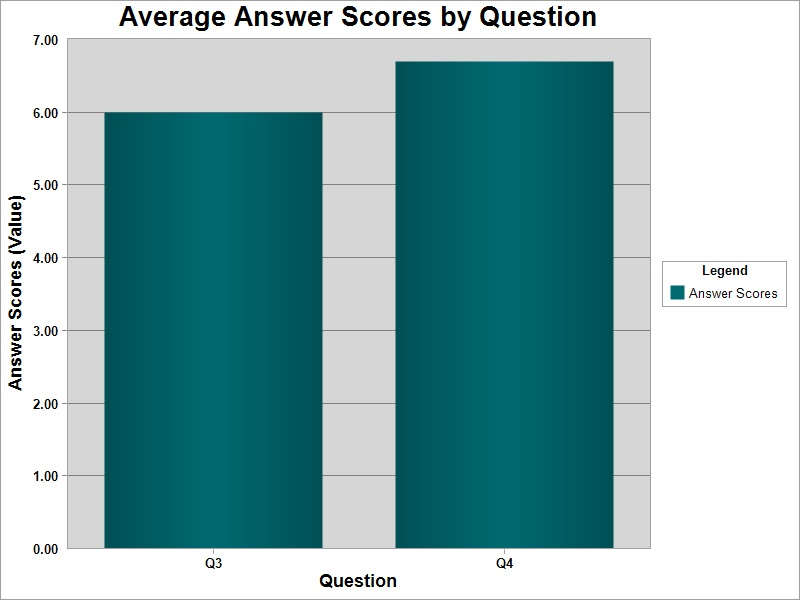 Average Answer Scores by Question
7.00
6.00
5.00
4.00
3.00
2.00
1.00
0.00
Answer Scores (Value)
Q3 Q4
Question
Legend
Answer Scores